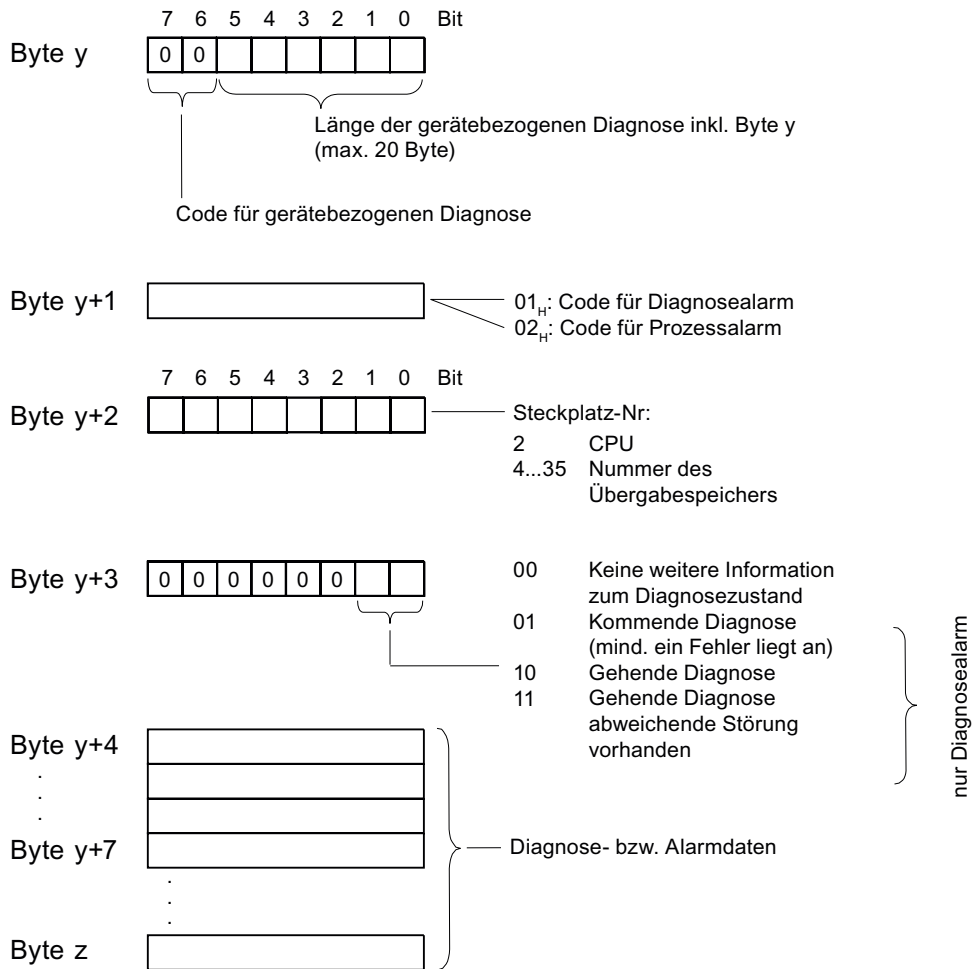 7 6 5 4 3 2 1 0 Bit
Byte y
0 0
Länge der gerätebezogenen Diagnose inkl. Byte y
(max. 20 Byte)
Code für gerätebezogenen Diagnose
Byte y+1
01H: Code für Diagnosealarm
02H: Code für Prozessalarm
7 6 5 4 3 2 1 0 Bit
Byte y+2
Steckplatz-Nr:
2 CPU
4...35 Nummer des
Übergabespeichers
Byte y+3
0 0 0 0 0 0
00 Keine weitere Information
zum Diagnosezustand
01 Kommende Diagnose
(mind. ein Fehler liegt an)
10 Gehende Diagnose
11 Gehende Diagnose
abweichende Störung
vorhanden
nur Diagnosealarm
Byte y+4
.
.
.
Byte y+7
Diagnose- bzw. Alarmdaten
.
.
.
Byte z